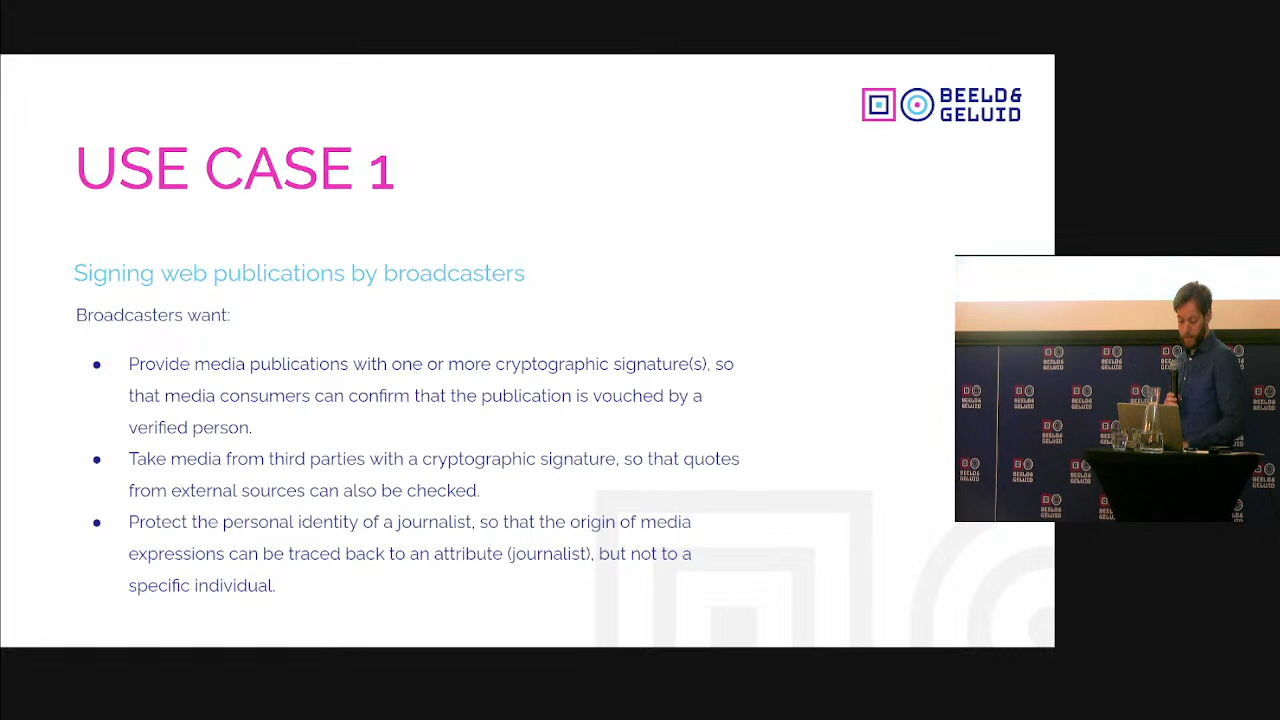 BEELD&
GELUID
USE CASE 1
Signing web publications by broadcasters
Broadcasters want:
● Provide media publications with one or more cryptographic signature(s), so
that media consumers can confirm that the publication is vouched by a
verified person.
● Take media from third parties with a cryptographic signature, so that quotes
from external sources can also be checked.
● Protect the personal identity of a journalist, so that the origin of media
expressions can be traced back to an attribute (journalist), but not to a
specific individual.